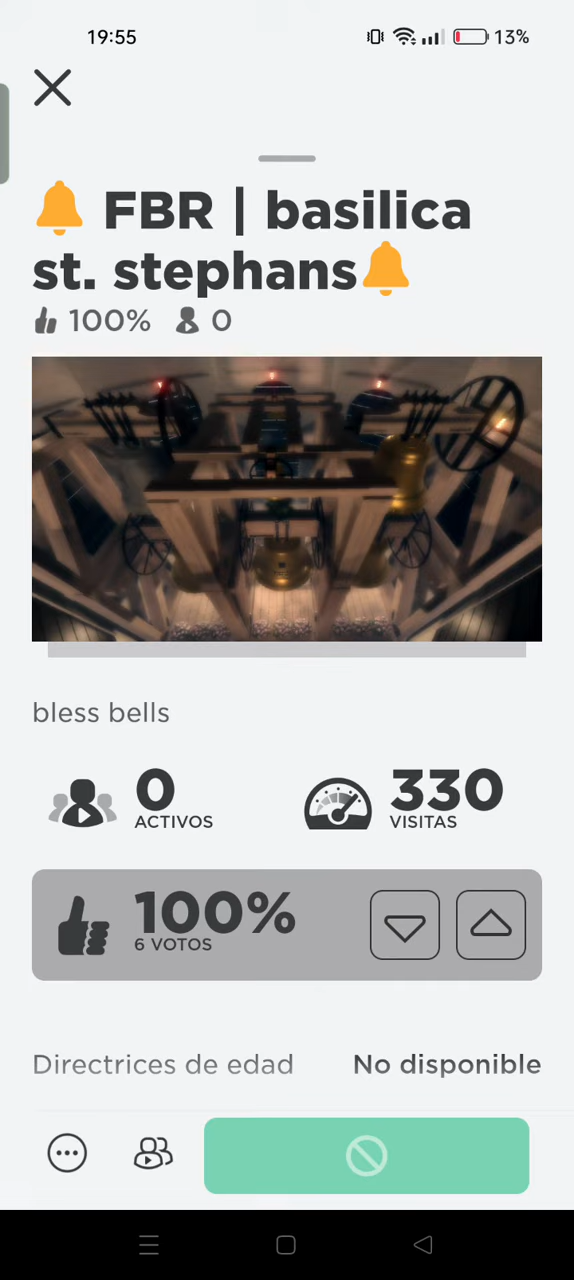 19:55
13%
FBR | basilica
st. stephans
100% 0
bless bells
0
ACTIVOS
330
VISITAS
100%
6 VOTOS
Directrices de edad No disponible